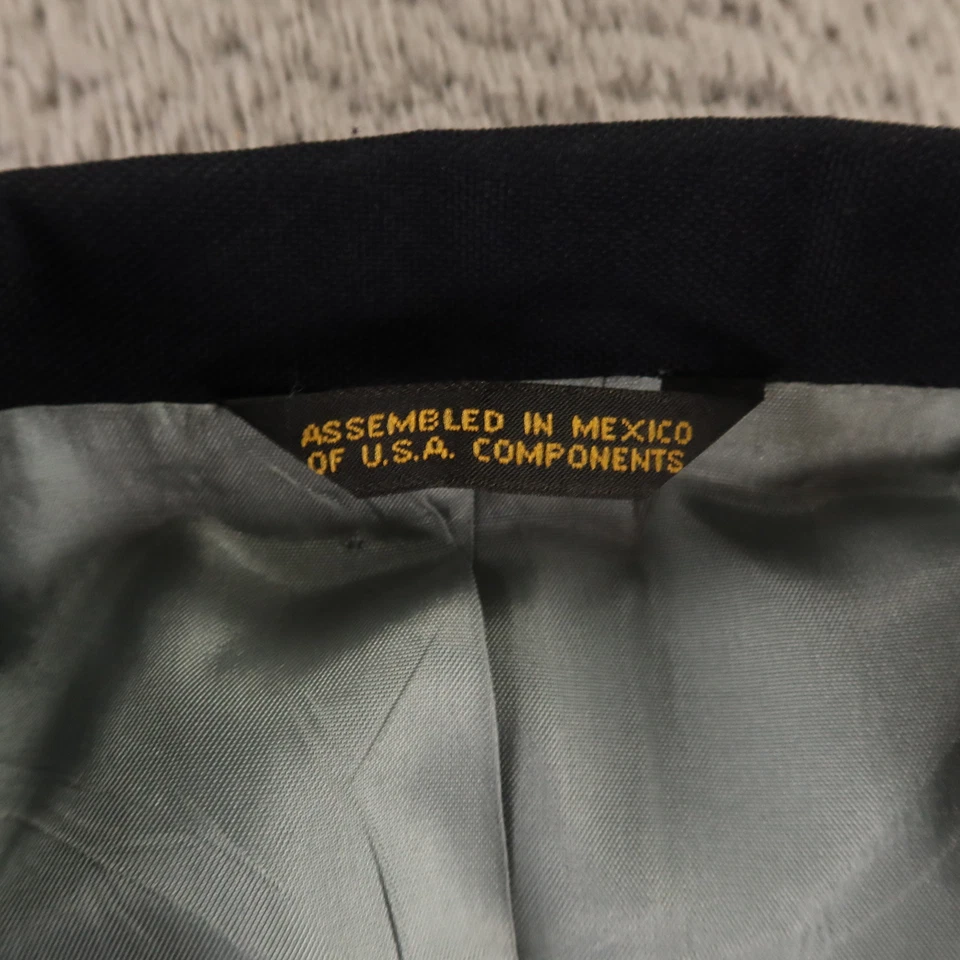 ASSEMBLED IN MEXICO
OF U.S.A. COMPONENTS